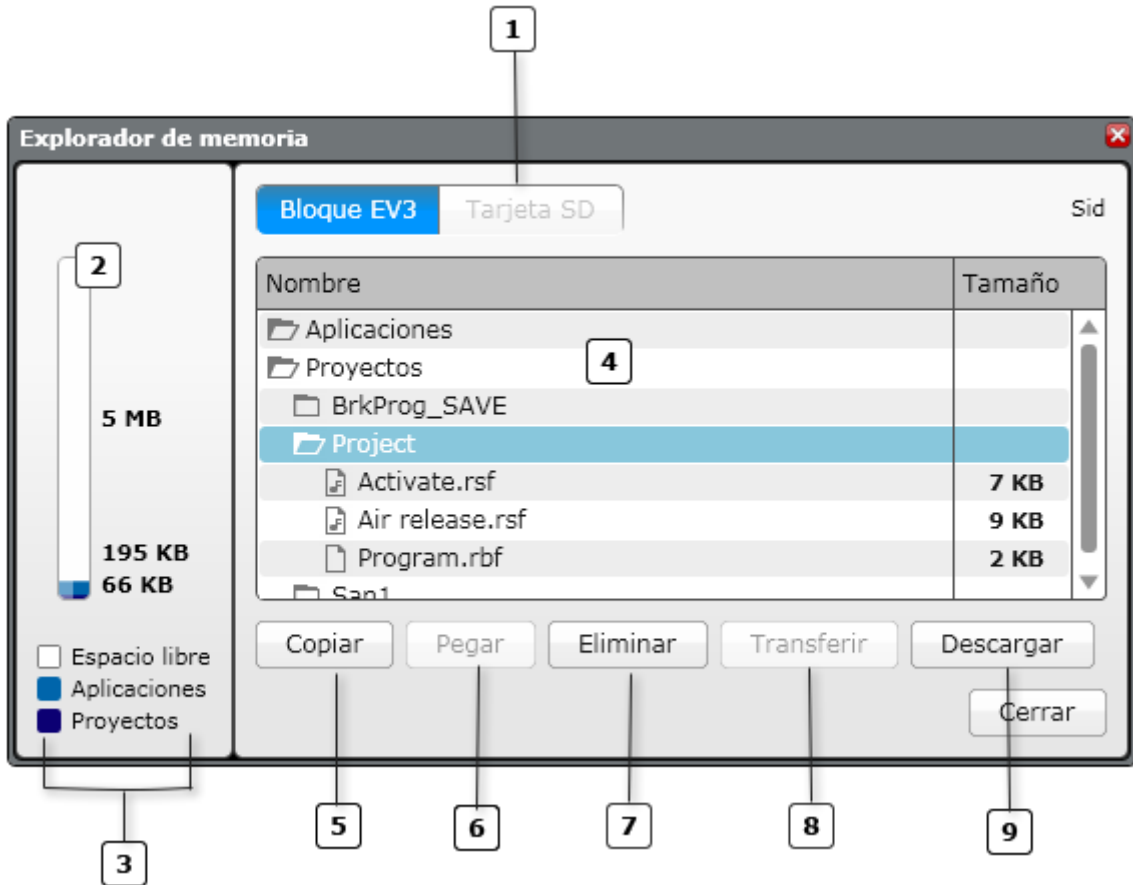 1
Explorador de memoria
Bloque EV3 Tarjeta SD Sid
2
Nombre Tamaño
Aplicaciones
4
Proyectos
BrkProg_SAVE
5 MB
Project
Activate.rsf 7 KB
Air release.rsf 9 KB
195 KB
Program.rbf 2 KB
66 KB
San1
Copiar Pegar Eliminar Transferir Descargar
Espacio libre
Aplicaciones
Proyectos
Cerrar
5 6 7 8 9
3